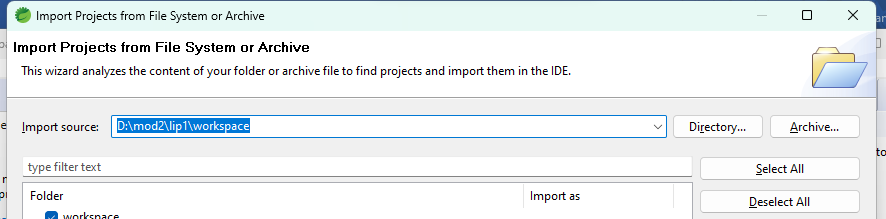 Import Projects from File System or Archive
Import Projects from File System or Archive
This wizard analyzes the content of your folder or archive file to find projects and import them in the IDE.
Import source: D:\mod2\lip1\workspace Directory... Archive...
type filter text Select All
Folder Import as Deselect All
workspace